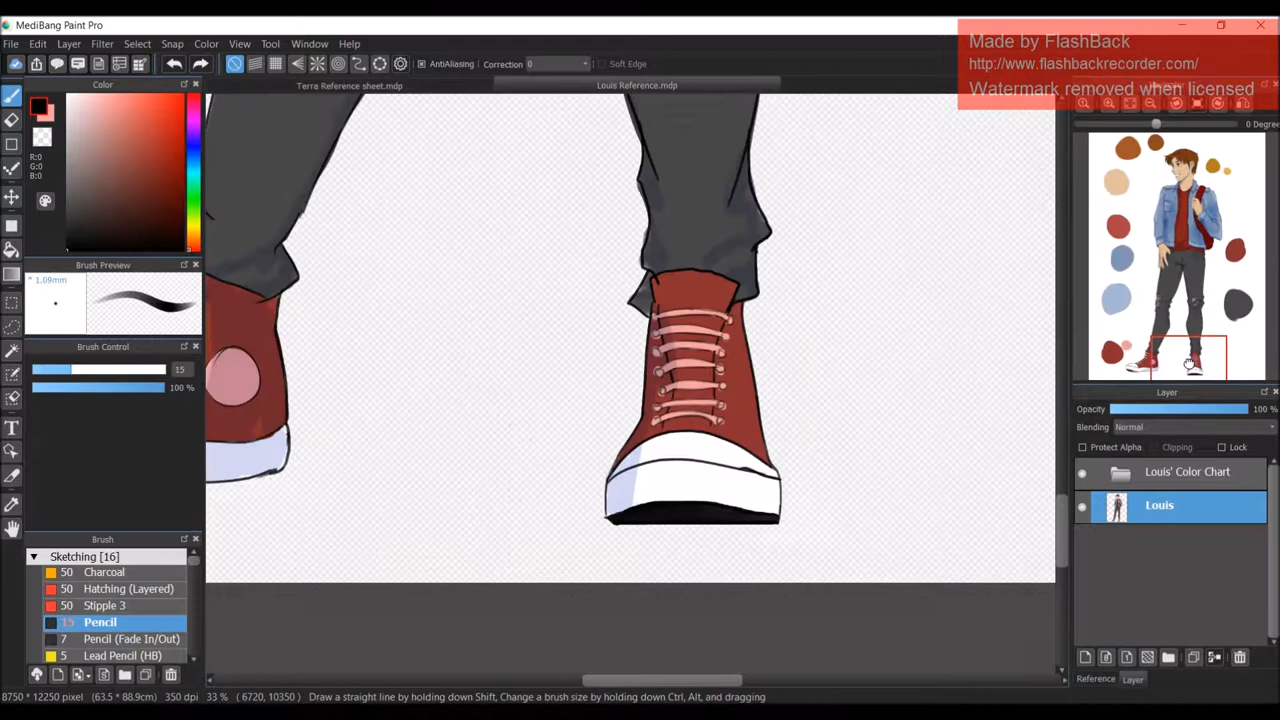 MediBang Paint Pro
Made by FlashBack
http://www.flashbackrecorder.com/
Watermark removed when licensed
File Edit Layer Filter Select Snap Color View Tool Window Help
AntiAliasing Correction 0 Soft Edge
Color
Terra Reference sheet.mdp
Louis Reference.mdp
0 Degree
R:0
G:0
B:0
Brush Preview
* 1.09mm
Brush Control
15
100 %
Layer
Opacity 100 %
Blending Normal
Protect Alpha Clipping Lock
Louis' Color Chart
Louis
Brush
Sketching [16]
50 Charcoal
50 Hatching (Layered)
50 Stipple 3
15 Pencil
7 Pencil (Fade In/Out)
5 Lead Pencil (HB)
Reference Layer
8750 * 12250 pixel (63.5 * 88.9cm) 350 dpi 33 % (6720, 10350) Draw a straight line by holding down Shift, Change a brush size by holding down Ctrl, Alt, and dragging